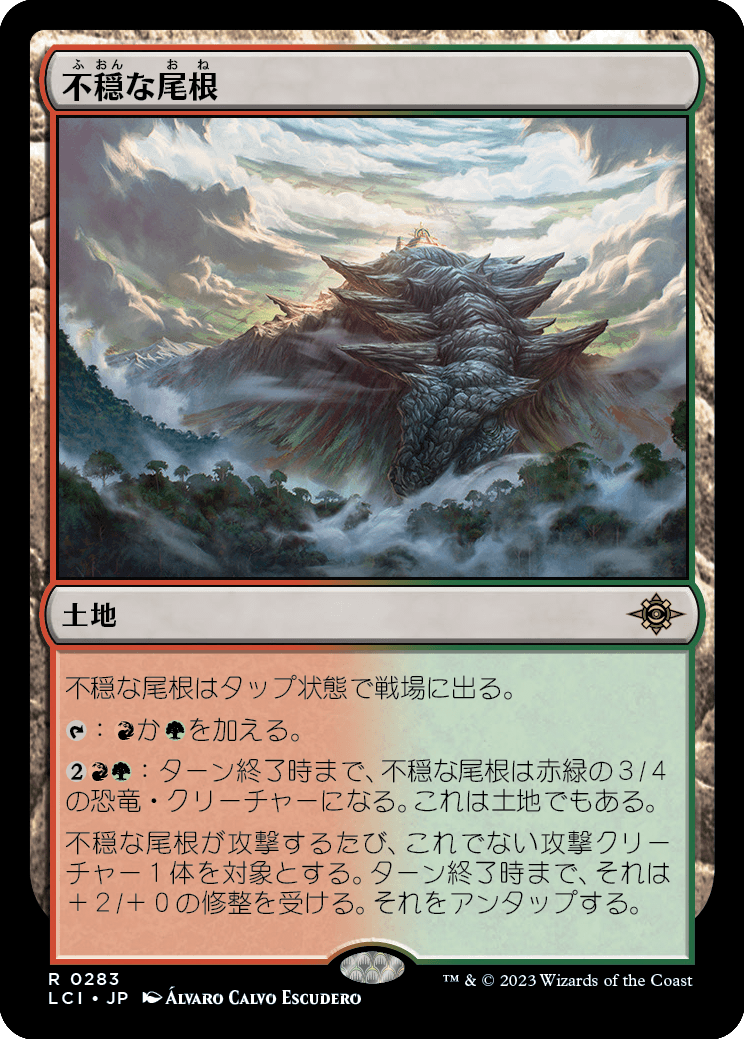 ふおん おね
不穏な尾根
土地
不穏な尾根はタップ状態で戦場に出る。
：かを加える。
2：ターン終了時まで、不穏な尾根は赤緑の３/４
の恐竜・クリーチャーになる。これは土地でもある。
不穏な尾根が攻撃するたび、これでない攻撃クリー
チャー１体を対象とする。ターン終了時まで、それは
＋２/＋０の修整を受ける。それをアンタップする。
R 0283
LCI • JP Álvaro Calvo Escudero
™ & © 2023 Wizards of the Coast